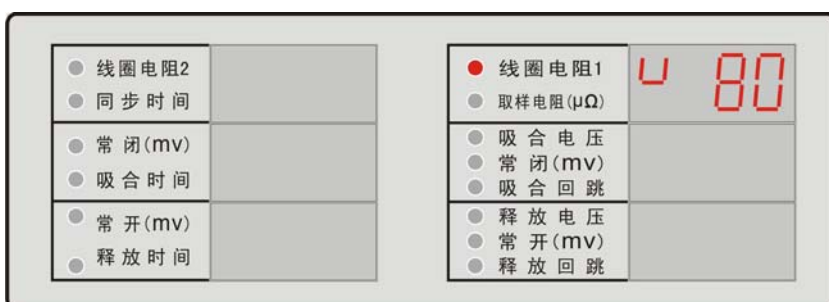 线圈电阻2
同步时间
常闭(mv)
吸合时间
常开(mv)
释放时间
线圈电阻1
取样电阻(μΩ)
u 80
吸合电压
常闭(mv)
吸合回跳
释放电压
常开(mv)
释放回跳